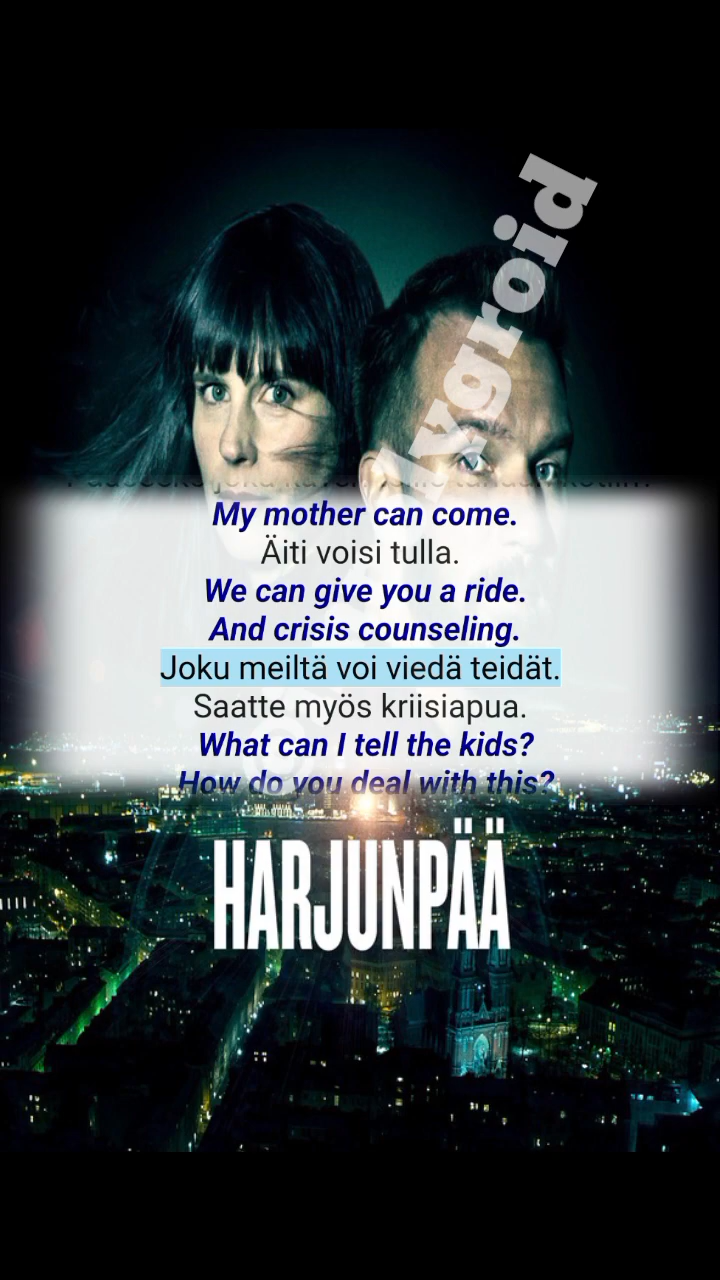 My mother can come.
Äiti voisi tulla.
We can give you a ride.
And crisis counseling.
Joku meiltä voi viedä teidät.
Saatte myös kriisiapua.
What can I tell the kids?
How do you deal with this?
HARJUNPÄÄ